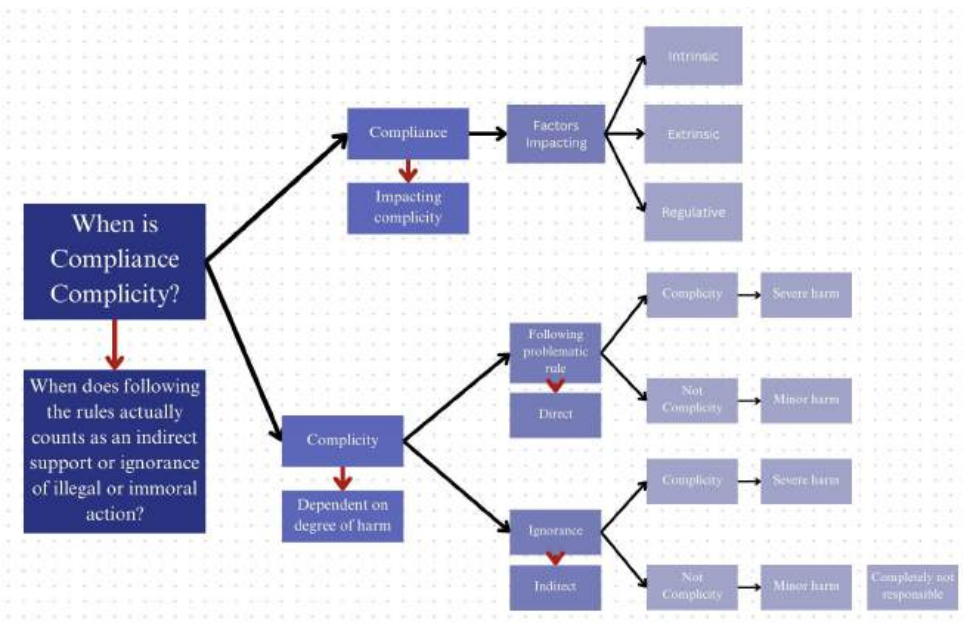 When is
Compliance
Complicity?
When does following
the rules actually
counts as an indirect
support or ignorance
of illegal or immoral
action?
Compliance
Impacting
complicity
Factors
Impacting
Intrinsic
Extrinsic
Regulative
Complicity
Dependent on
degree of harm
Following
problematic
rule
Direct
Complicity
Severe harm
Not
Complicity
Minor harm
Ignorance
Indirect
Complicity
Severe harm
Not
Complicity
Minor harm
Completely not
responsible